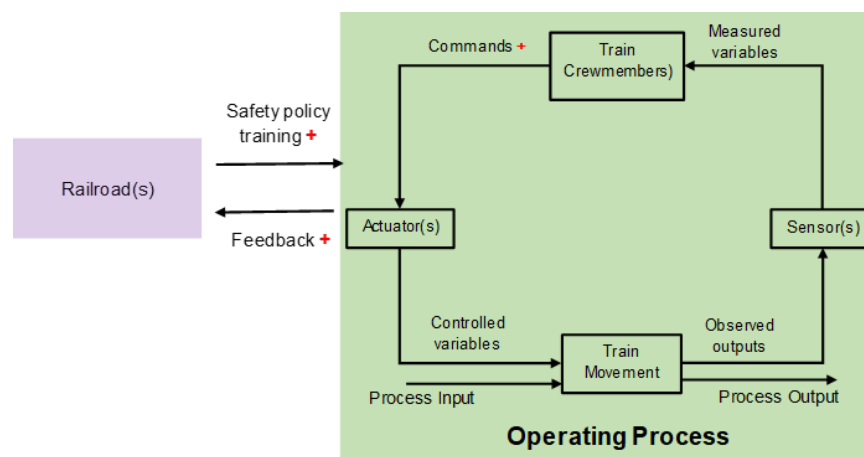 Commands +
Train
Crewmembers)
Measured
variables
Safety policy
training +
Railroad(s)
Feedback +
Actuator(s)
Sensor(s)
Controlled
variables
Train
Movement
Observed
outputs
Process Input
Process Output
Operating Process